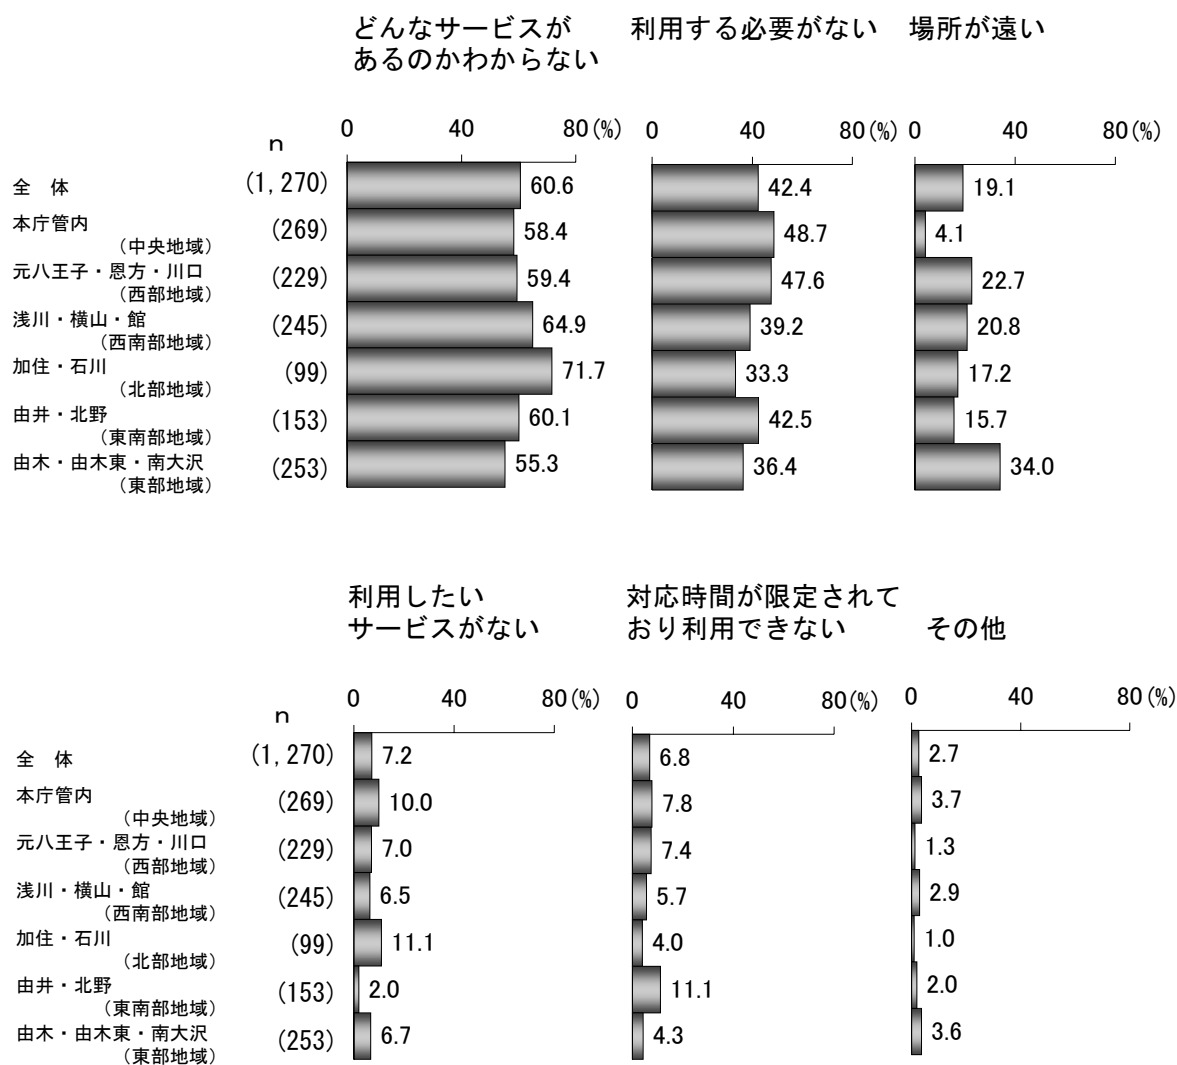 どんなサービスが
あるのかわからない
利用する必要がない
場所が遠い
n
0 40 80(%)
0 40 80(%)
0 40 80(%)
全 体 (1,270) 60.6 42.4 19.1
本庁管内
(中央地域) (269) 58.4 48.7 4.1
元八王子・恩方・川口
(西部地域) (229) 59.4 47.6 22.7
浅川・横山・館
(西南部地域) (245) 64.9 39.2 20.8
加住・石川
(北部地域) (99) 71.7 33.3 17.2
由井・北野
(東南部地域) (153) 60.1 42.5 15.7
由木・由木東・南大沢
(東部地域) (253) 55.3 36.4 34.0
利用したい
サービスがない
対応時間が限定されて
おり利用できない
その他
n
0 40 80(%)
0 40 80(%)
0 40 80(%)
全 体 (1,270) 7.2 6.8 2.7
本庁管内
(中央地域) (269) 10.0 7.8 3.7
元八王子・恩方・川口
(西部地域) (229) 7.0 7.4 1.3
浅川・横山・館
(西南部地域) (245) 6.5 5.7 2.9
加住・石川
(北部地域) (99) 11.1 4.0 1.0
由井・北野
(東南部地域) (153) 2.0 11.1 2.0
由木・由木東・南大沢
(東部地域) (253) 6.7 4.3 3.6